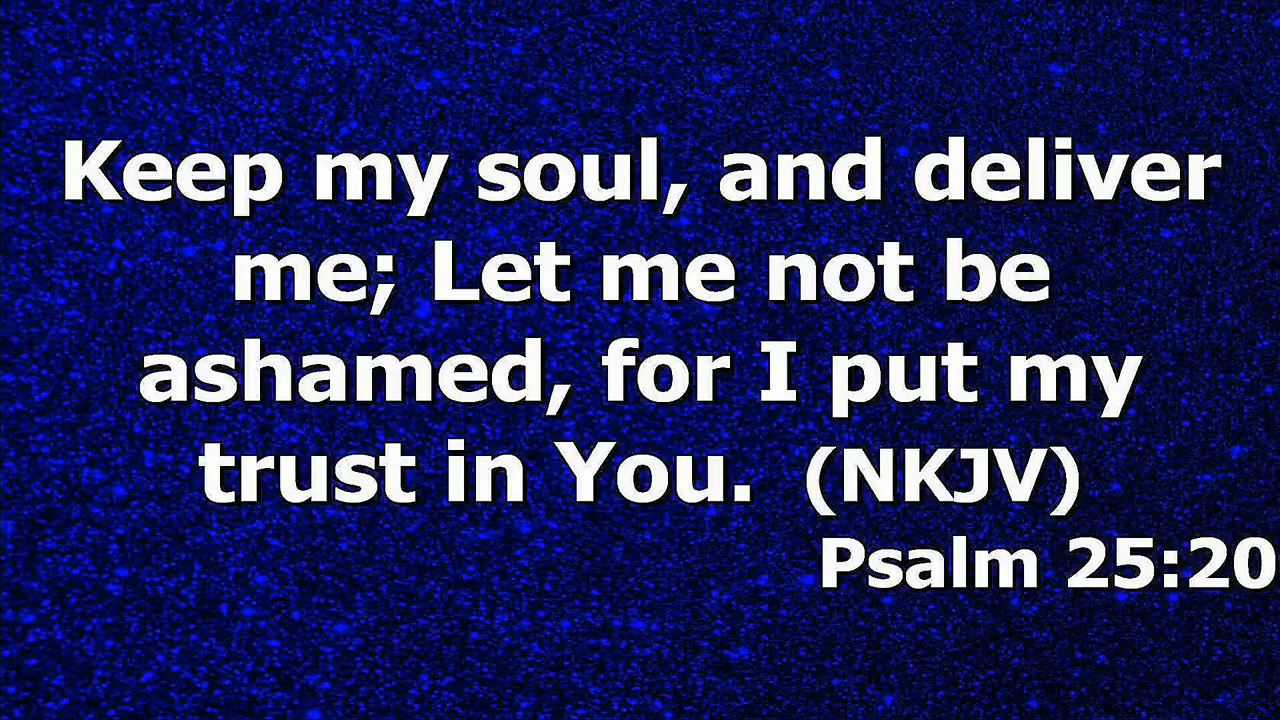 Keep my soul, and deliver
me; Let me not be
ashamed, for I put my
trust in You. (NKJV)
Psalm 25:20